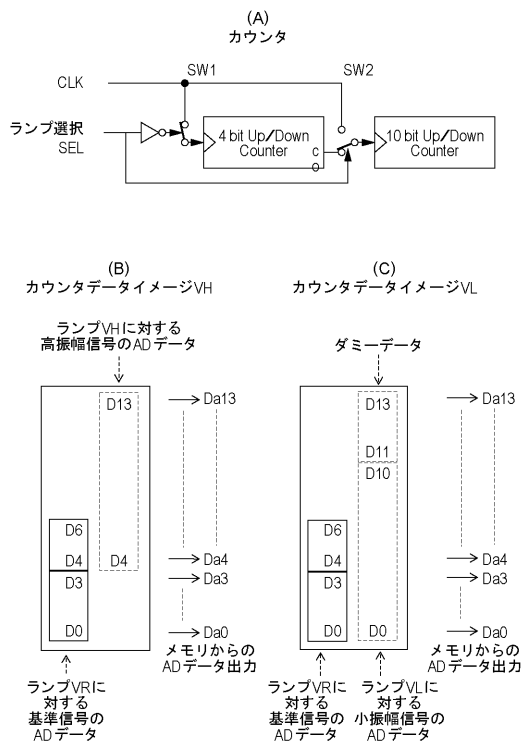 (A)
カウンタ
CLK
SW1
SW2
ランプ選択
SEL
4 bit Up/Down
Counter
C
O
10 bit Up/Down
Counter
(B)
カウンタデータイメージVH
ランプVHに対する
高振幅信号のADデータ
D13
D6
D4
D4
D3
D0
Da13
Da4
Da3
Da0
メモリからの
ADデータ出力
ランプVRに
対する
基準信号の
ADデータ
(C)
カウンタデータイメージVL
ダミーデータ
D13
D11
D10
D6
D4
D3
D0
D0
Da13
Da4
Da3
Da0
メモリからの
ADデータ出力
ランプVRに
対する
基準信号の
ADデータ
ランプVLに
対する
小振幅信号の
ADデータ